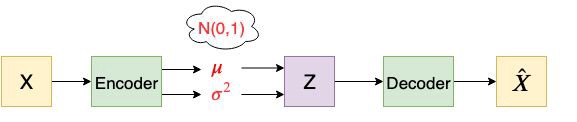 N(0,1)
X
Encoder
μ
σ²
Z
Decoder
X̂